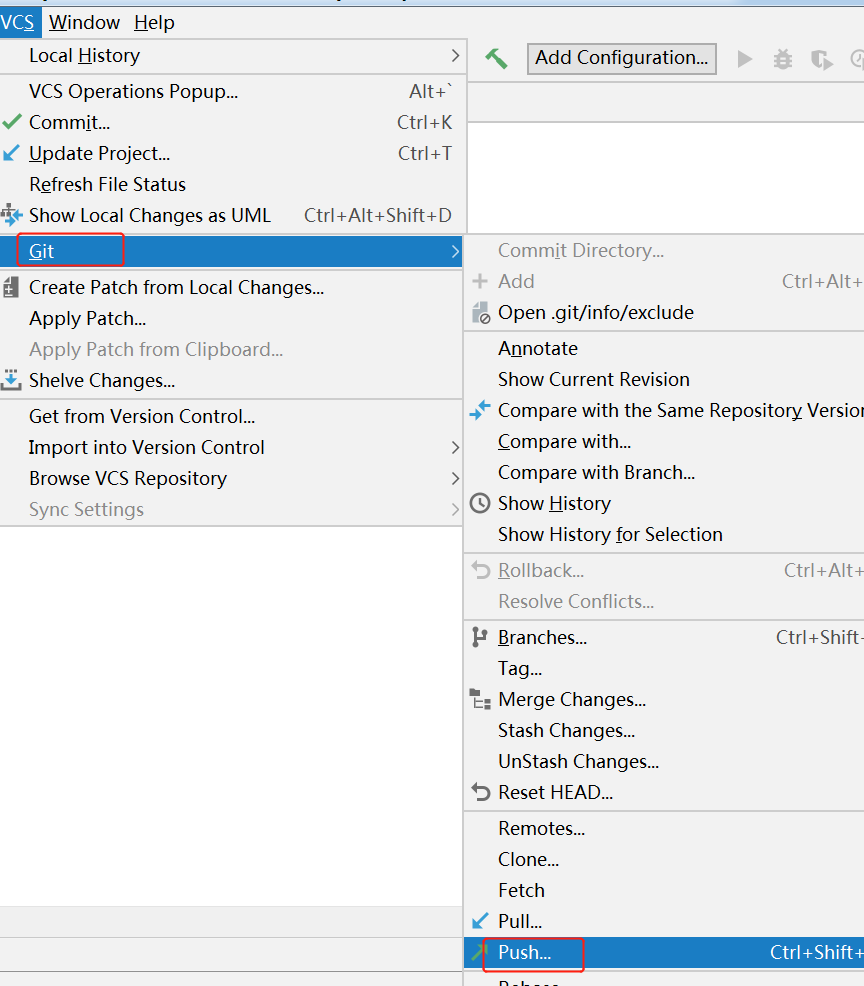 VCS Window Help
Local History
Add Configuration...
VCS Operations Popup... Alt+`
Commit... Ctrl+K
Update Project... Ctrl+T
Refresh File Status
Show Local Changes as UML Ctrl+Alt+Shift+D
Git
Create Patch from Local Changes...
Apply Patch...
Apply Patch from Clipboard...
Shelve Changes...
Get from Version Control...
Import into Version Control
Browse VCS Repository
Sync Settings
Commit Directory...
Add Ctrl+Alt+
Open .git/info/exclude
Annotate
Show Current Revision
Compare with the Same Repository Version
Compare with...
Compare with Branch...
Show History
Show History for Selection
Rollback... Ctrl+Alt+
Resolve Conflicts...
Branches... Ctrl+Shift+
Tag...
Merge Changes...
Stash Changes...
UnStash Changes...
Reset HEAD...
Remotes...
Clone...
Fetch
Pull...
Push... Ctrl+Shift+